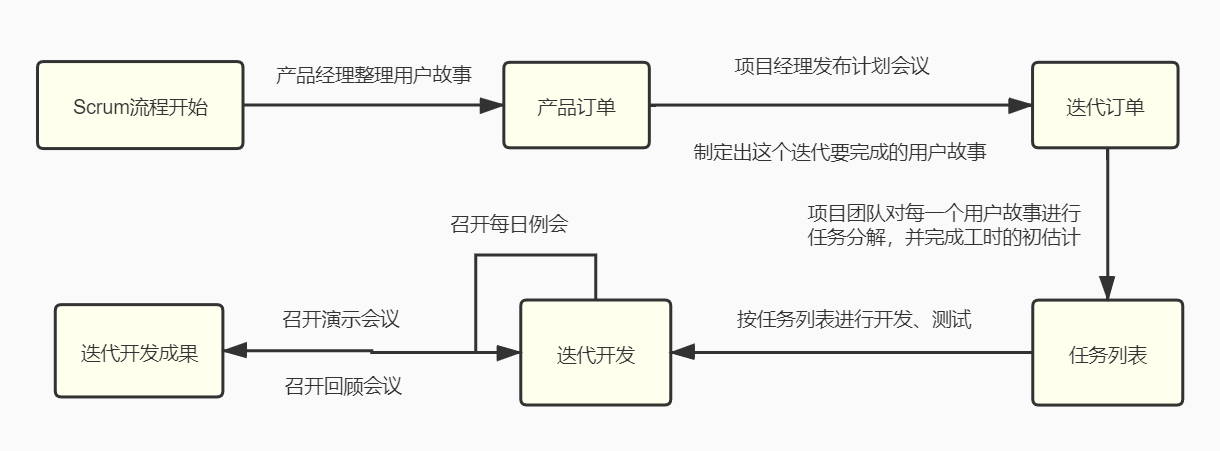 产品经理整理用户故事
项目经理发布计划会议
Scrum流程开始
产品订单
迭代订单
制定出这个迭代要完成的用户故事
项目团队对每一个用户故事进行
任务分解，并完成工时的初估计
召开每日例会
召开演示会议
按任务列表进行开发、测试
迭代开发成果
迭代开发
任务列表
召开回顾会议